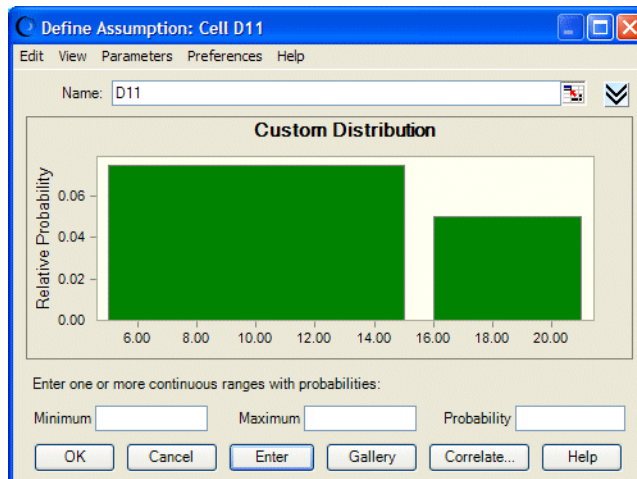 Define Assumption: Cell D11
Edit View Parameters Preferences Help
Name: D11
Custom Distribution
Relative Probability
0.06
0.04
0.02
0.00
6.00 8.00 10.00 12.00 14.00 16.00 18.00 20.00
Enter one or more continuous ranges with probabilities:
Minimum Maximum Probability
OK Cancel Enter Gallery Correlate... Help